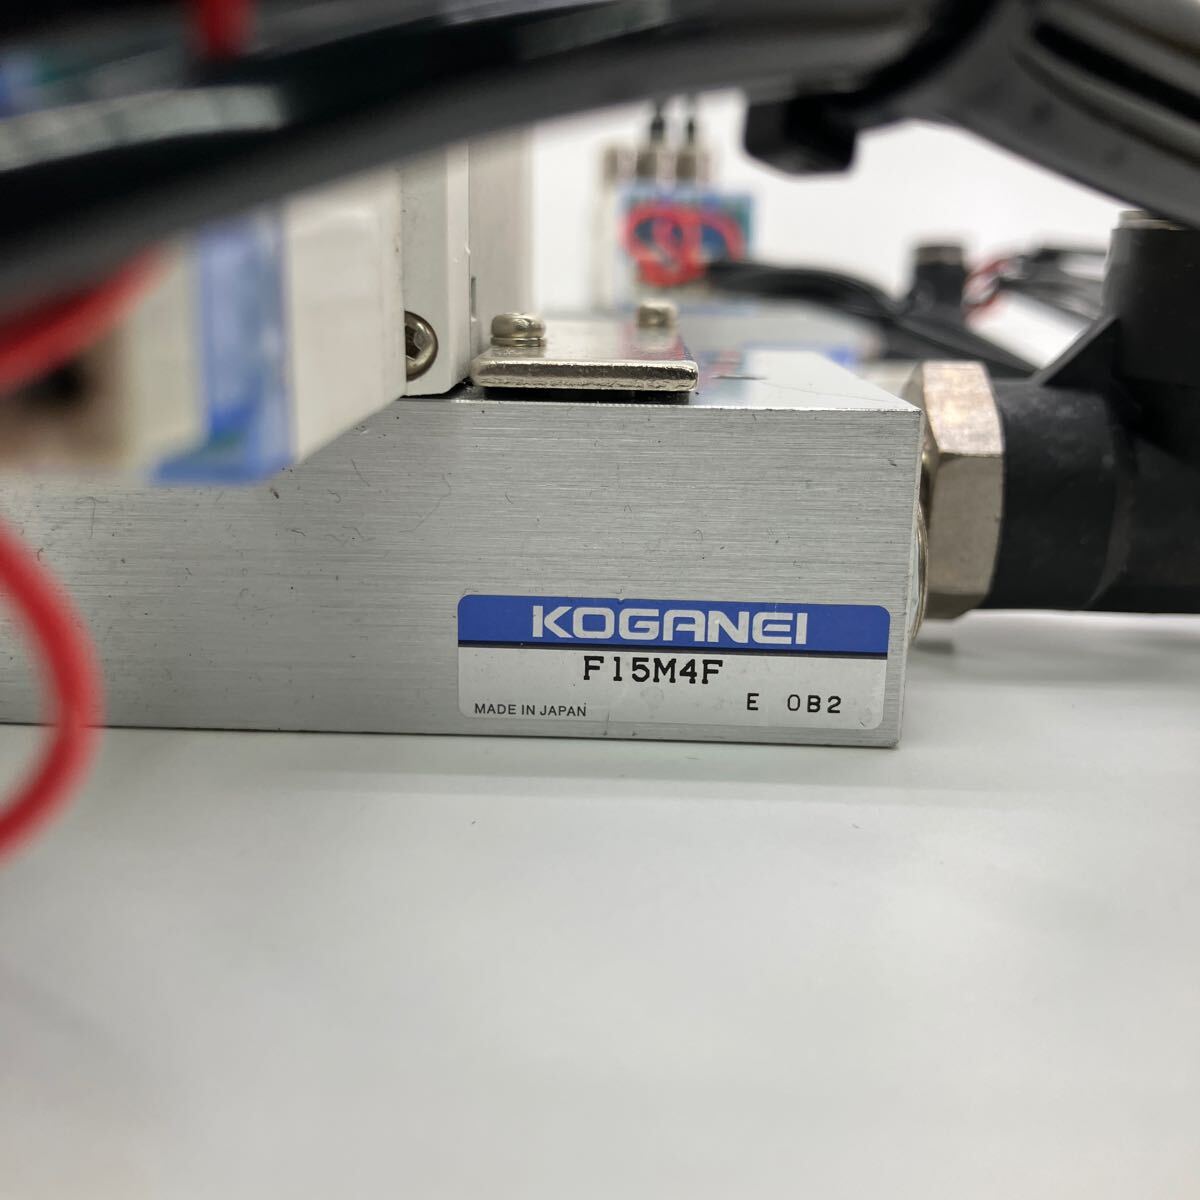 KOGANEI
F15M4F
E 0B2
MADE IN JAPAN